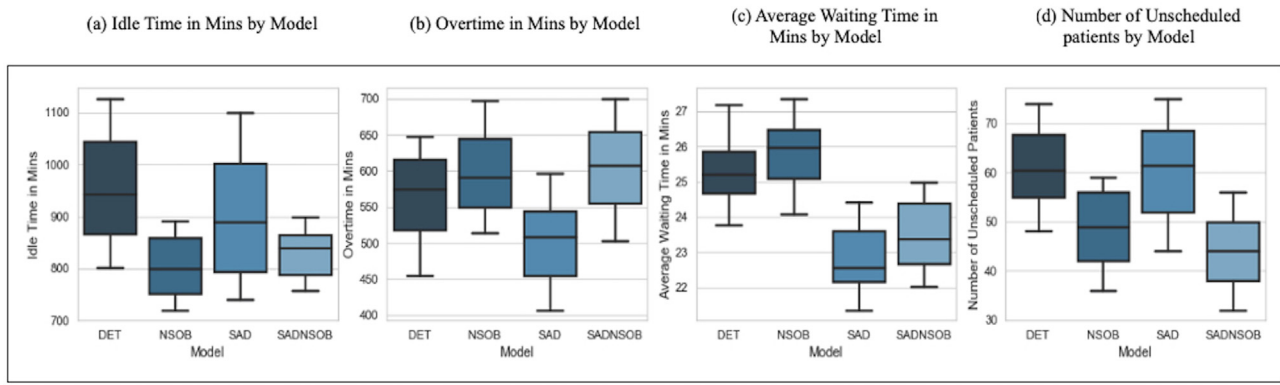 (a) Idle Time in Mins by Model
(b) Overtime in Mins by Model
(c) Average Waiting Time in
Mins by Model
(d) Number of Unscheduled
patients by Model
Idle Time in Mins
1100
1000
900
800
700
DET NSOB SAD SADNSOB
Model
Overtime in Mins
700
650
600
550
500
450
400
DET NSOB SAD SADNSOB
Model
Average Waiting Time in Mins
27
26
25
24
23
22
DET NSOB SAD SADNSOB
Model
Number of Unscheduled Patients
70
60
50
40
30
DET NSOB SAD SADNSOB
Model